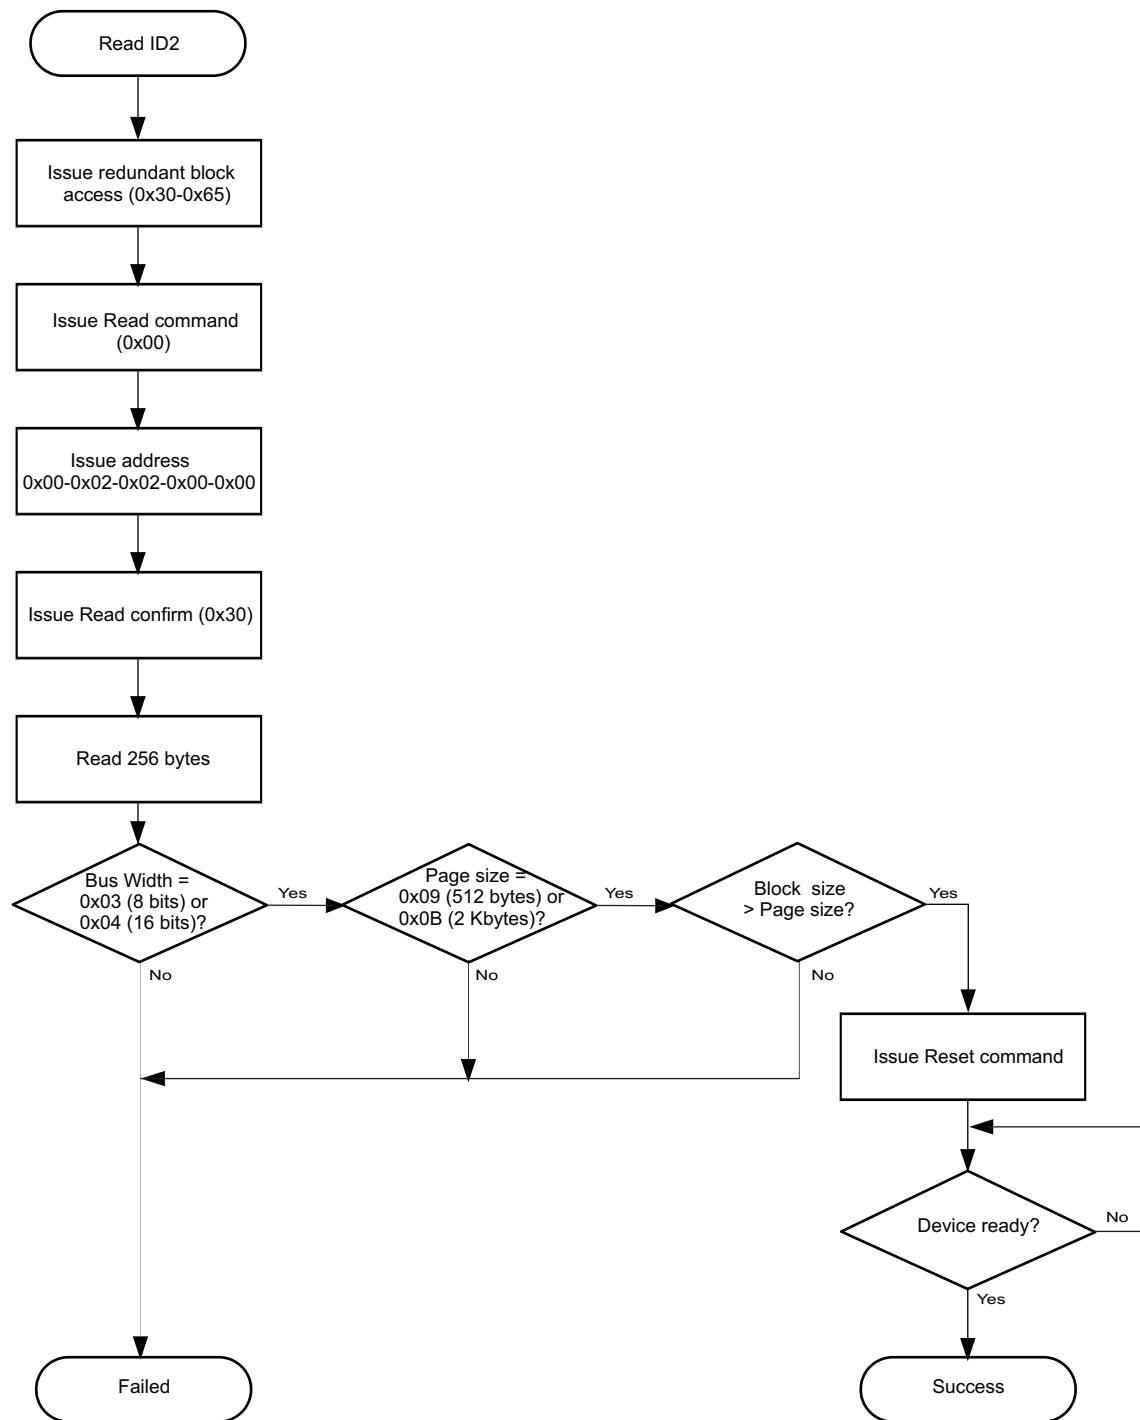 Read ID2
Issue redundant block
access (0x30-0x65)
Issue Read command
(0x00)
Issue address
0x00-0x02-0x02-0x00-0x00
Issue Read confirm (0x30)
Read 256 bytes
Bus Width =
0x03 (8 bits) or
0x04 (16 bits)?
Yes
No
Page size =
0x09 (512 bytes) or
0x0B (2 Kbytes)?
Yes
No
Block size
> Page size?
Yes
No
Issue Reset command
Device ready?
No
Yes
Failed
Success